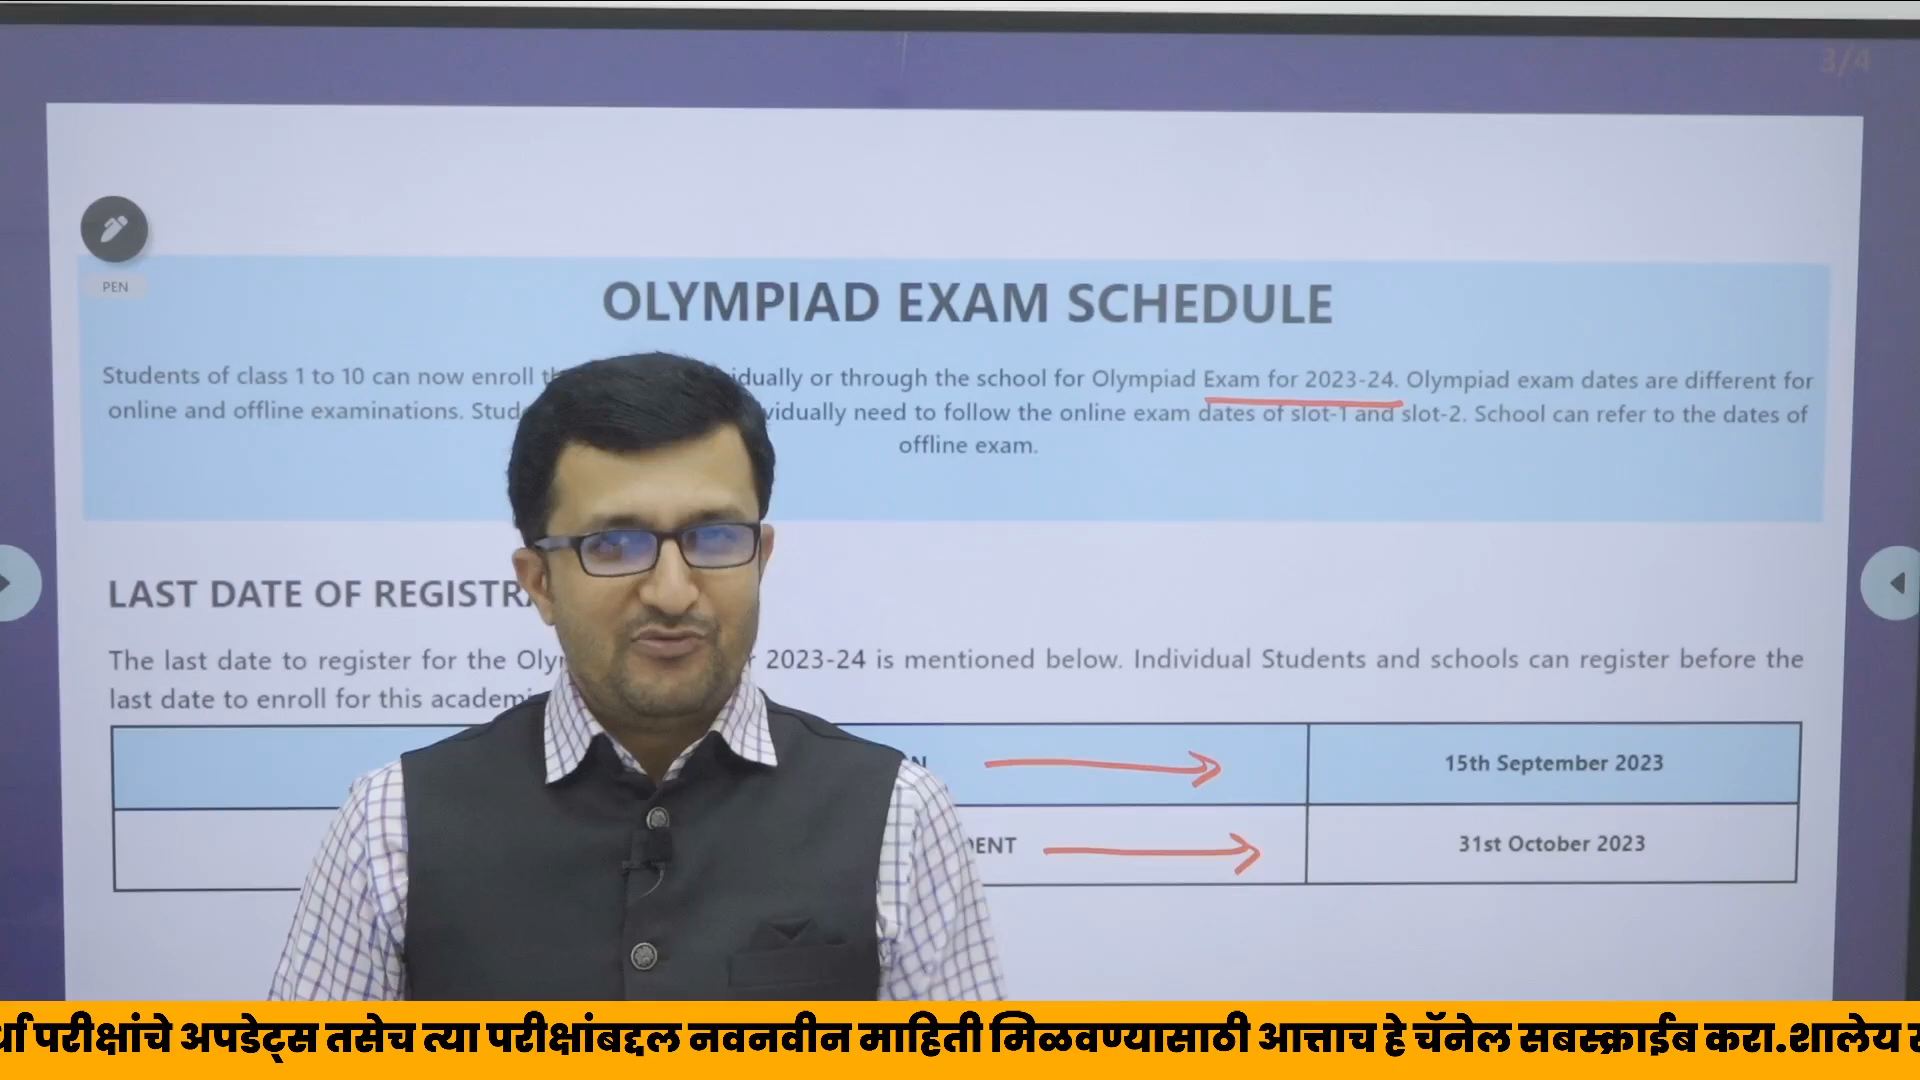 3/4
PEN
OLYMPIAD EXAM SCHEDULE
Students of class 1 to 10 can now enroll or through the school for Olympiad Exam for 2023-24. Olympiad exam dates are different for
online and offline examinations. need to follow the online exam dates of slot-1 and slot-2. School can refer to the dates of
offline exam.
LAST DATE OF
The last date to register for the 2023-24 is mentioned below. Individual Students and schools can register before the
last date to enroll for this
15th September 2023
31st October 2023
परीक्षांचे अपडेट्स तसेच त्या परीक्षांबद्दल नवनवीन माहिती मिळवण्यासाठी आत्ताच हे चॅनेल सबस्क्राईब करा.शालेय